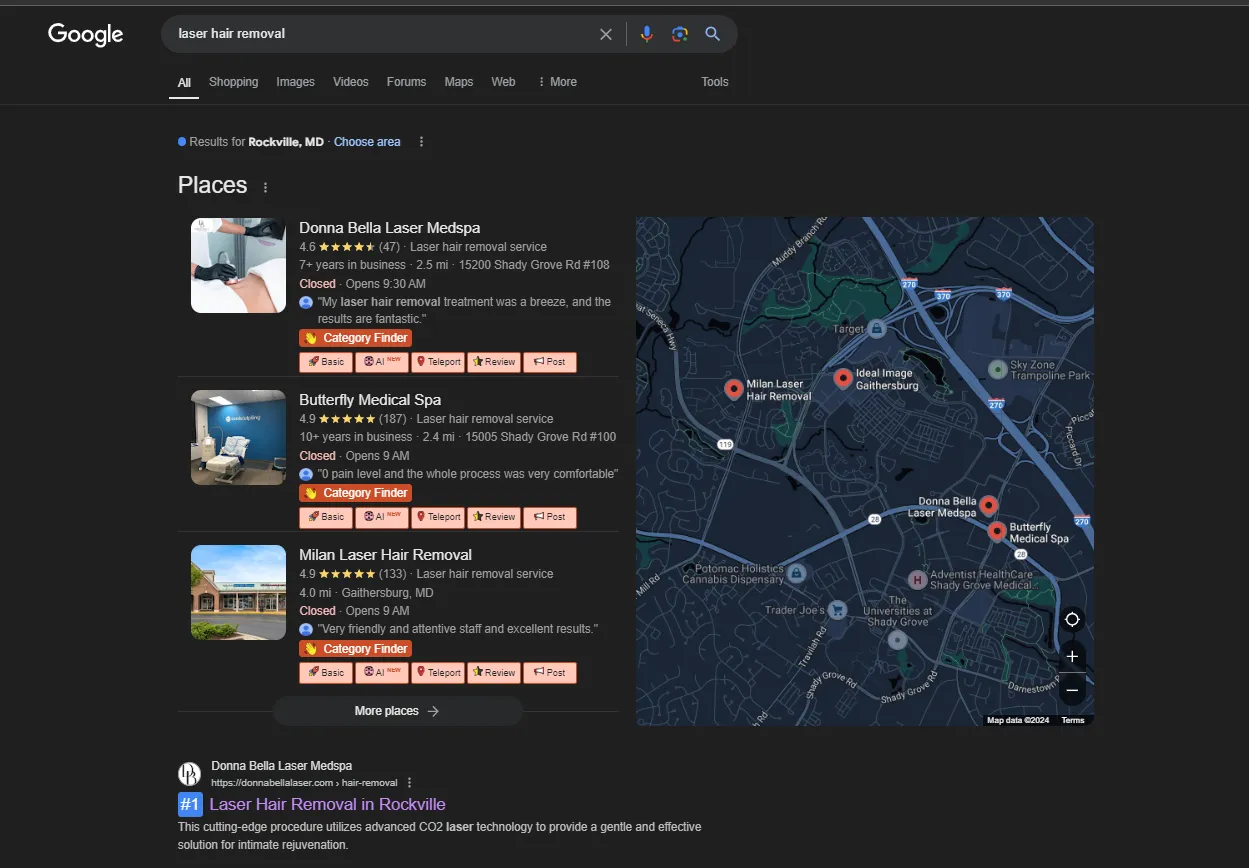 Google
laser hair removal
All Shopping Images Videos Forums Maps Web More Tools
Results for Rockville, MD · Choose area
Places
Donna Bella Laser Medspa
4.6 (47) · Laser hair removal service
7+ years in business · 2.5 mi · 15200 Shady Grove Rd #108
Closed · Opens 9:30 AM
"My laser hair removal treatment was a breeze, and the
results are fantastic."
Category Finder
Basic AI NEW Teleport Review Post
Butterfly Medical Spa
4.9 (187) · Laser hair removal service
10+ years in business · 2.4 mi · 15005 Shady Grove Rd #100
Closed · Opens 9 AM
"0 pain level and the whole process was very comfortable"
Category Finder
Basic AI NEW Teleport Review Post
Milan Laser Hair Removal
4.9 (133) · Laser hair removal service
4.0 mi · Gaithersburg, MD
Closed · Opens 9 AM
"Very friendly and attentive staff and excellent results."
Category Finder
Basic AI NEW Teleport Review Post
More places
Muddy Branch Rd
270
370
370
Seneca Hwy
Target
Sky Zone
Trampoline Park
Ideal Image
Gaithersburg
Milan Laser
Hair Removal
270
Piccard Dr
119
Donna Bella
Laser Medspa
28
270
Butterfly
Medical Spa
28
Potomac Holistics
Cannabis Dispensary
Adventist HealthCare
Shady Grove Medical...
H
Mill Rd
Trader Joe's
The
Universities at
Shady Grove
Travilah Rd
Shady Grove Rd
Shady Grove Rd
Darnestown
Rd
Map data ©2024 Terms
Donna Bella Laser Medspa
https://donnabellalaser.com › hair-removal
#1 Laser Hair Removal in Rockville
This cutting-edge procedure utilizes advanced CO2 laser technology to provide a gentle and effective
solution for intimate rejuvenation.